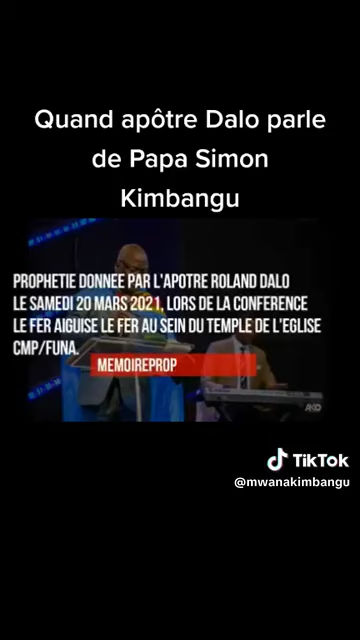 Quand apôtre Dalo parle
de Papa Simon
Kimbangu
PROPHETIE DONNEE PAR L'APOTRE ROLAND DALO
LE SAMEDI 20 MARS 2021, LORS DE LA CONFERENCE
LE FER AIGUISE LE FER AU SEIN DU TEMPLE DE L'EGLISE
CMP/FUNA.
MEMOIREPROP
TikTok
@mwanakimbangu